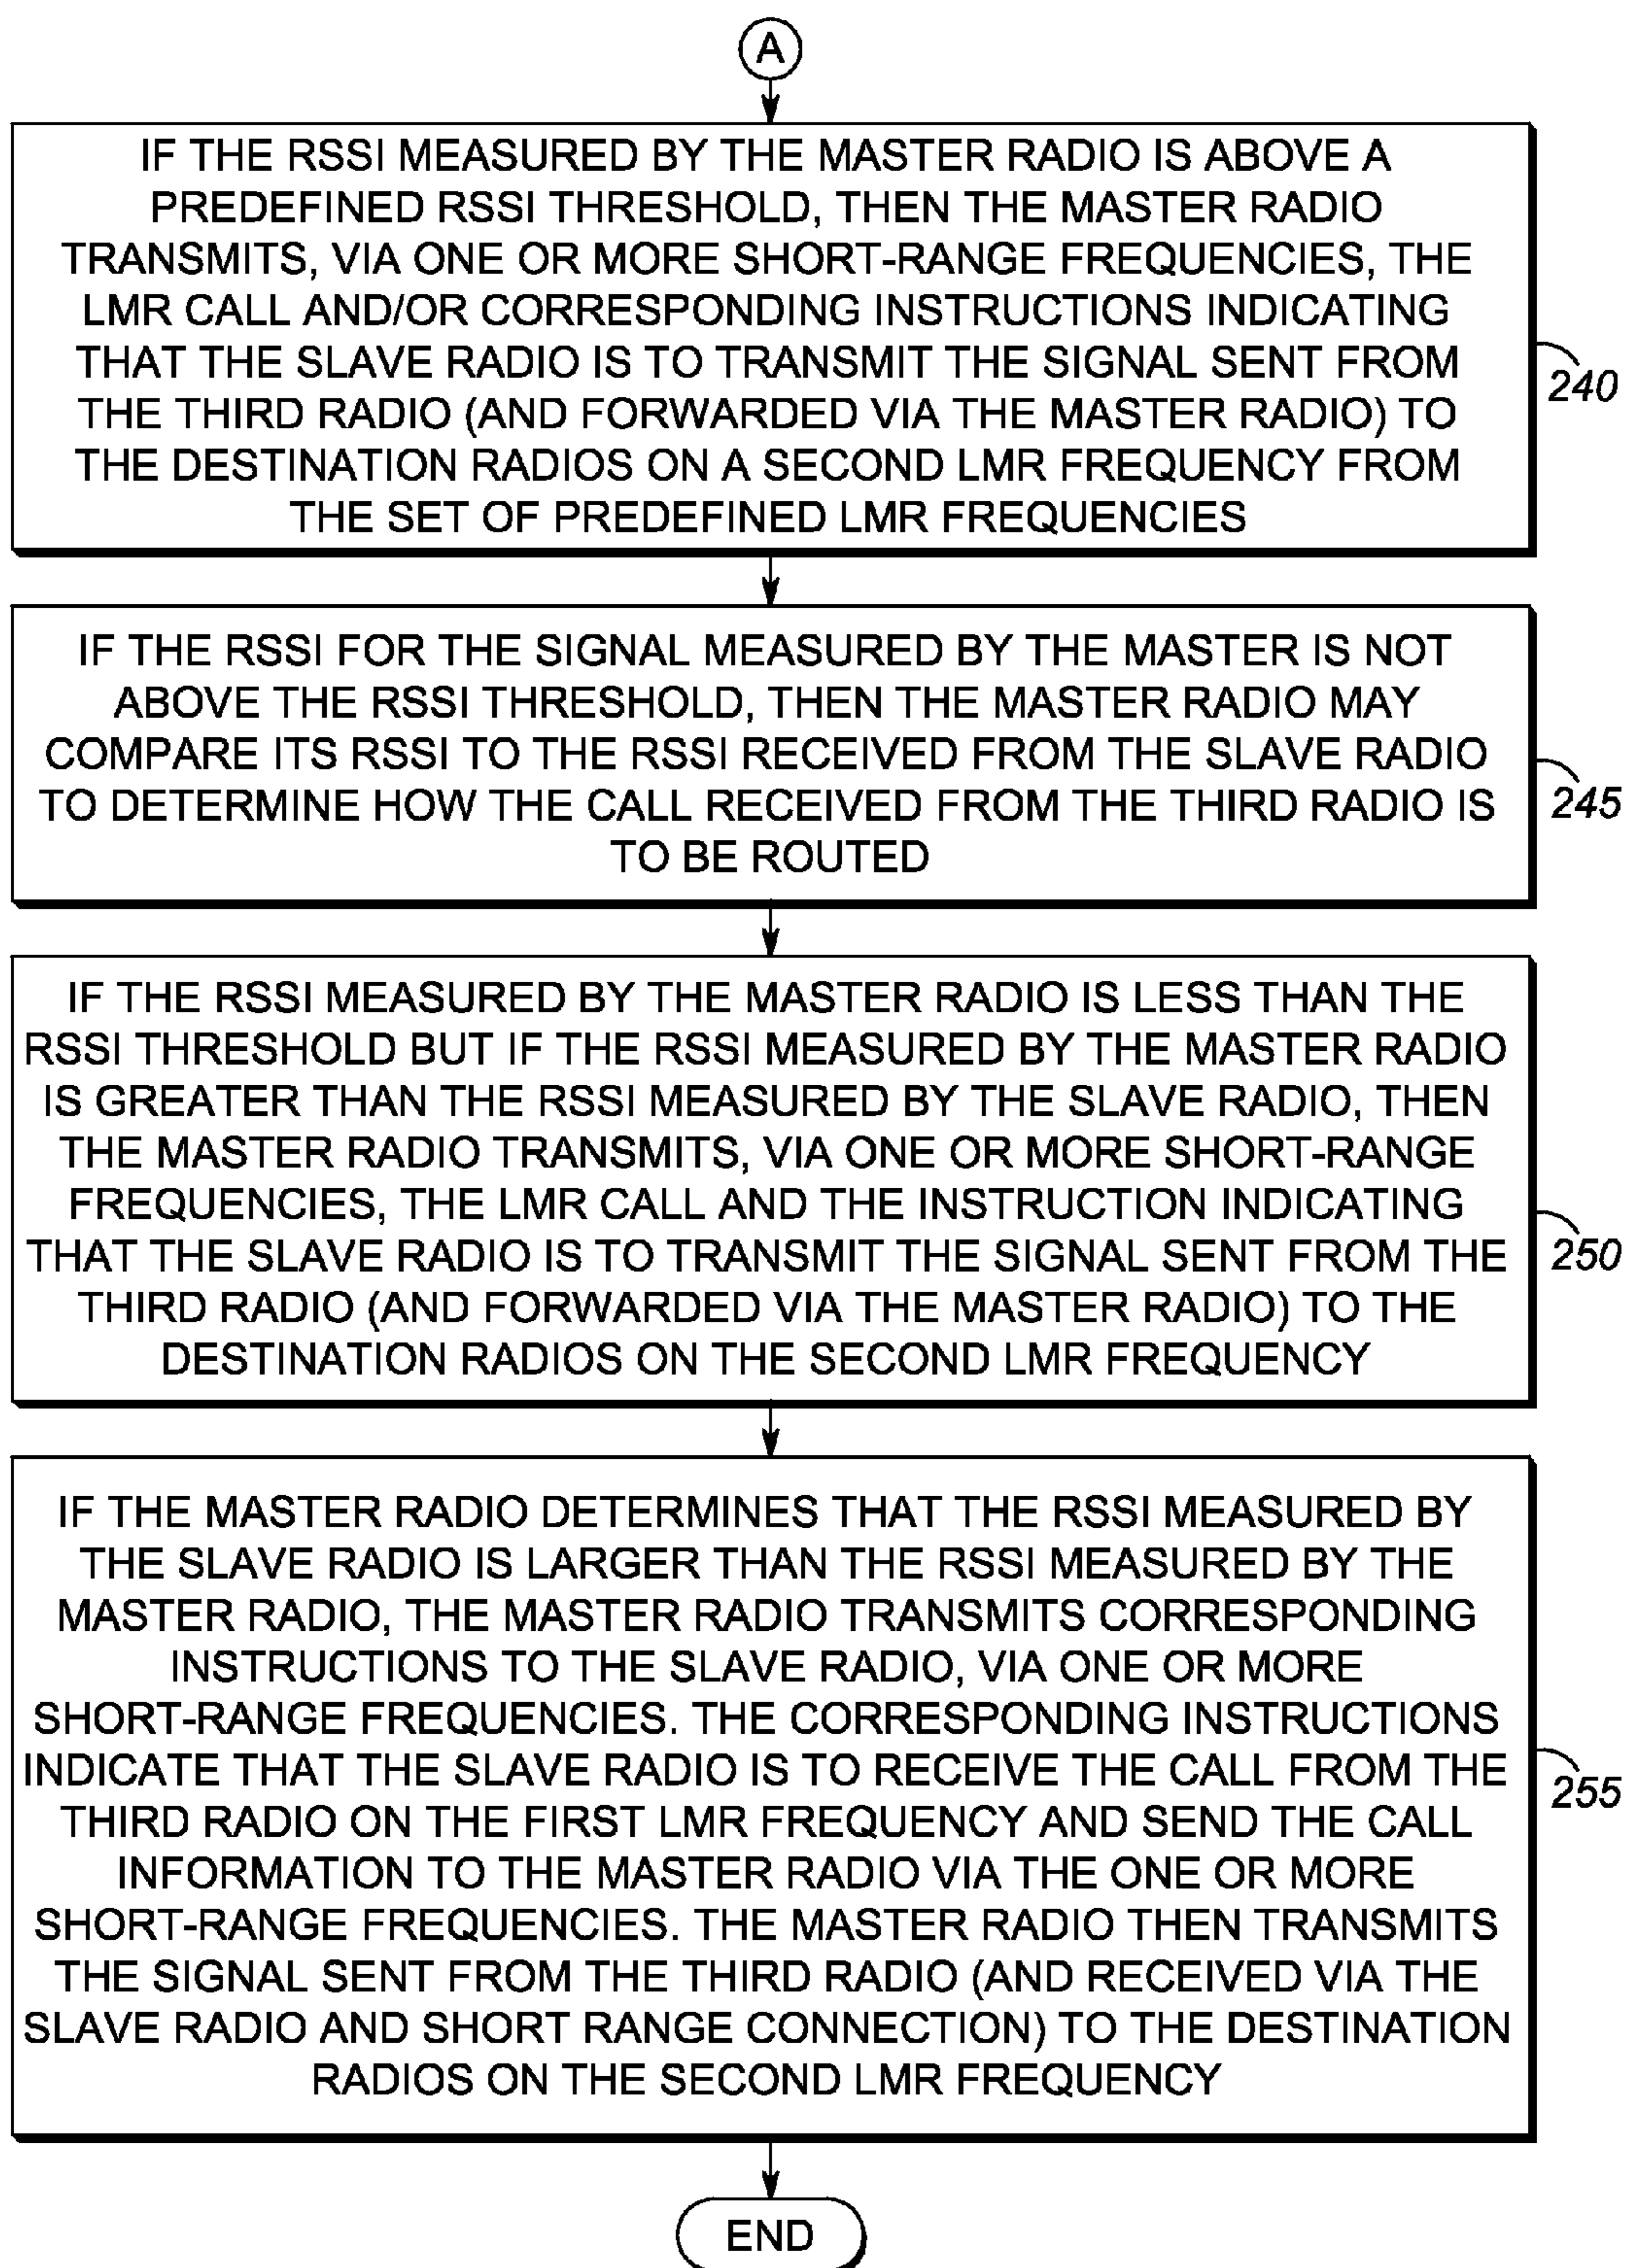 A
IF THE RSSI MEASURED BY THE MASTER RADIO IS ABOVE A
PREDEFINED RSSI THRESHOLD, THEN THE MASTER RADIO
TRANSMITS, VIA ONE OR MORE SHORT-RANGE FREQUENCIES, THE
LMR CALL AND/OR CORRESPONDING INSTRUCTIONS INDICATING
THAT THE SLAVE RADIO IS TO TRANSMIT THE SIGNAL SENT FROM
THE THIRD RADIO (AND FORWARDED VIA THE MASTER RADIO) TO
THE DESTINATION RADIOS ON A SECOND LMR FREQUENCY FROM
THE SET OF PREDEFINED LMR FREQUENCIES
240
IF THE RSSI FOR THE SIGNAL MEASURED BY THE MASTER IS NOT
ABOVE THE RSSI THRESHOLD, THEN THE MASTER RADIO MAY
COMPARE ITS RSSI TO THE RSSI RECEIVED FROM THE SLAVE RADIO
TO DETERMINE HOW THE CALL RECEIVED FROM THE THIRD RADIO IS
TO BE ROUTED
245
IF THE RSSI MEASURED BY THE MASTER RADIO IS LESS THAN THE
RSSI THRESHOLD BUT IF THE RSSI MEASURED BY THE MASTER RADIO
IS GREATER THAN THE RSSI MEASURED BY THE SLAVE RADIO, THEN
THE MASTER RADIO TRANSMITS, VIA ONE OR MORE SHORT-RANGE
FREQUENCIES, THE LMR CALL AND THE INSTRUCTION INDICATING
THAT THE SLAVE RADIO IS TO TRANSMIT THE SIGNAL SENT FROM THE
THIRD RADIO (AND FORWARDED VIA THE MASTER RADIO) TO THE
DESTINATION RADIOS ON THE SECOND LMR FREQUENCY
250
IF THE MASTER RADIO DETERMINES THAT THE RSSI MEASURED BY
THE SLAVE RADIO IS LARGER THAN THE RSSI MEASURED BY THE
MASTER RADIO, THE MASTER RADIO TRANSMITS CORRESPONDING
INSTRUCTIONS TO THE SLAVE RADIO, VIA ONE OR MORE
SHORT-RANGE FREQUENCIES. THE CORRESPONDING INSTRUCTIONS
INDICATE THAT THE SLAVE RADIO IS TO RECEIVE THE CALL FROM THE
THIRD RADIO ON THE FIRST LMR FREQUENCY AND SEND THE CALL
INFORMATION TO THE MASTER RADIO VIA THE ONE OR MORE
SHORT-RANGE FREQUENCIES. THE MASTER RADIO THEN TRANSMITS
THE SIGNAL SENT FROM THE THIRD RADIO (AND RECEIVED VIA THE
SLAVE RADIO AND SHORT RANGE CONNECTION) TO THE DESTINATION
RADIOS ON THE SECOND LMR FREQUENCY
255
END